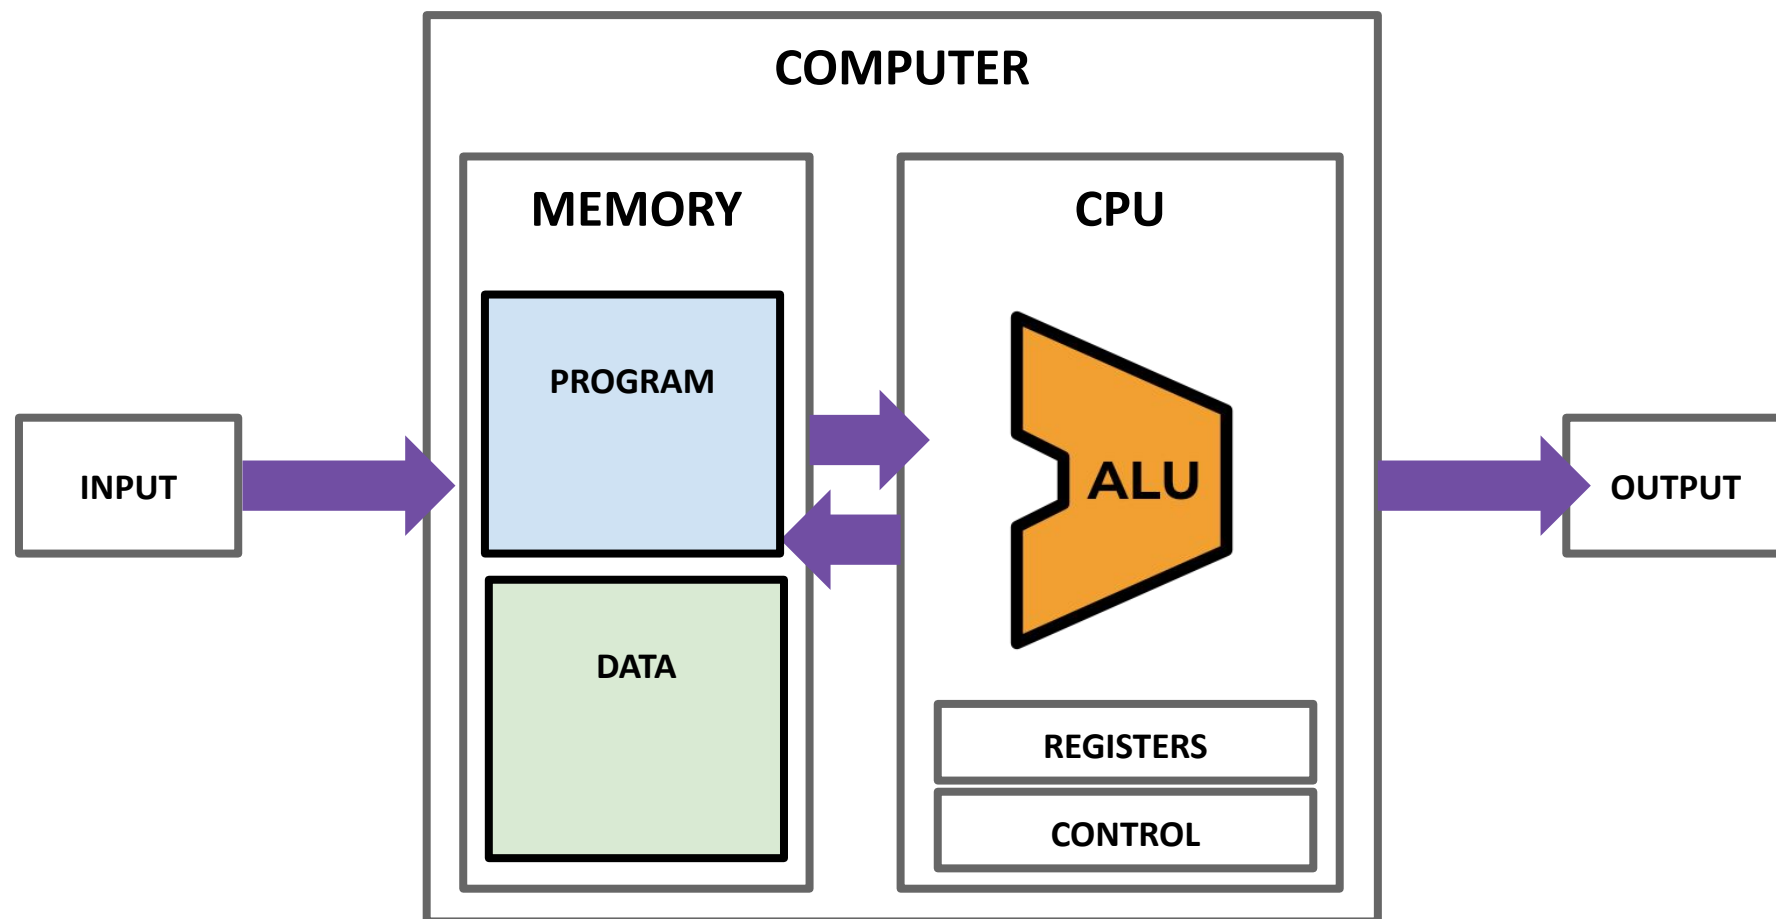 COMPUTER
MEMORY
CPU
PROGRAM
INPUT
ALU
OUTPUT
DATA
REGISTERS
CONTROL